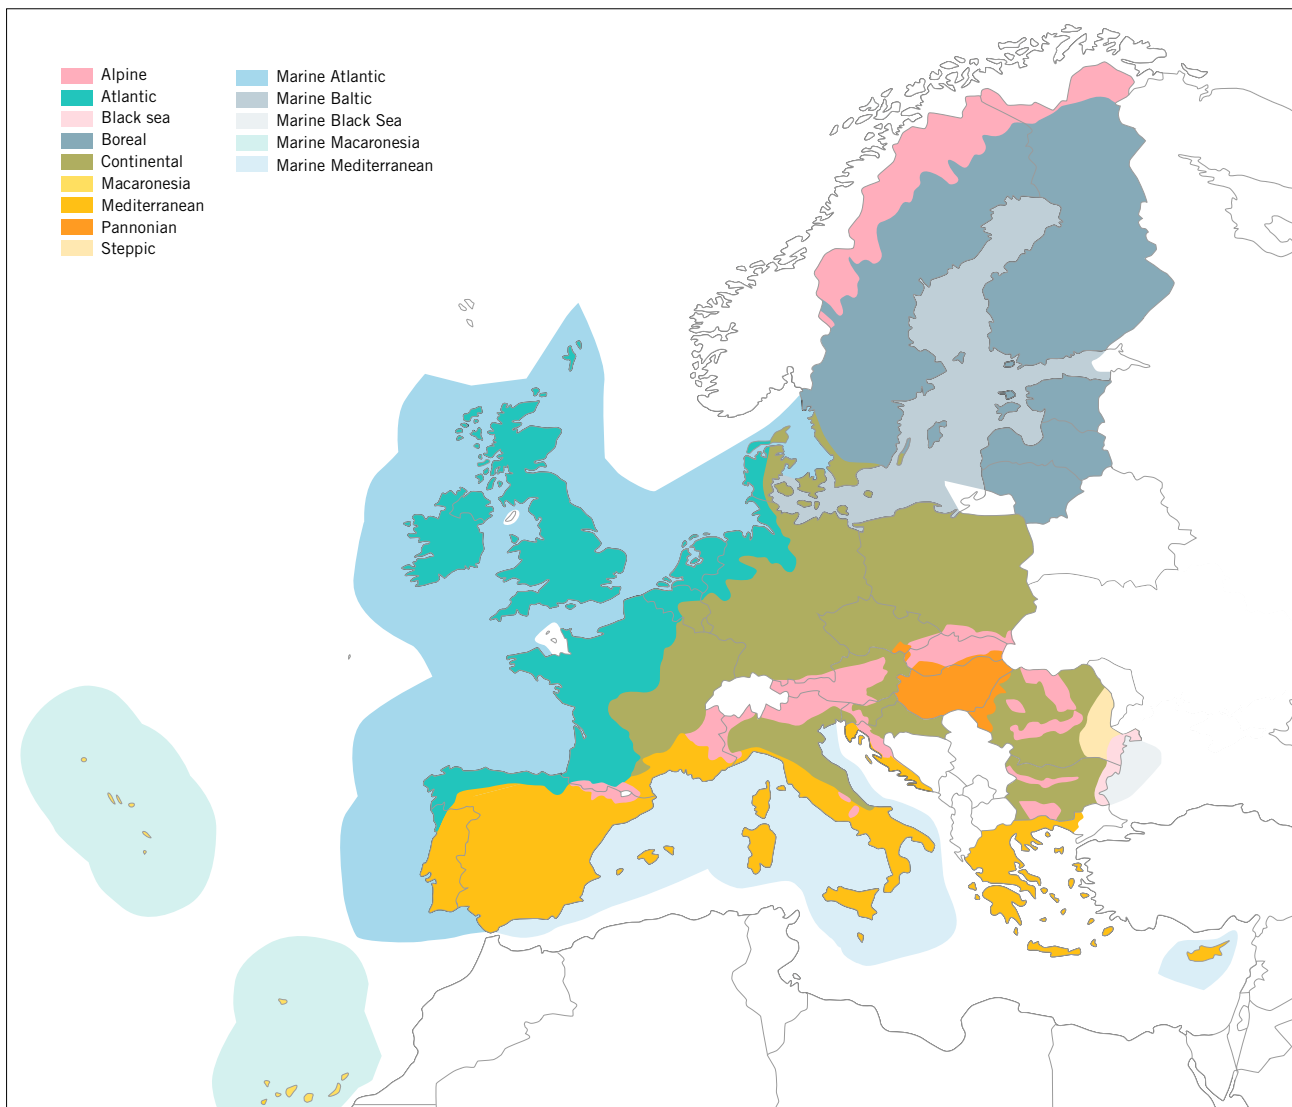 Alpine
Atlantic
Black sea
Boreal
Continental
Macaronesia
Mediterranean
Pannonian
Steppic
Marine Atlantic
Marine Baltic
Marine Black Sea
Marine Macaronesia
Marine Mediterranean